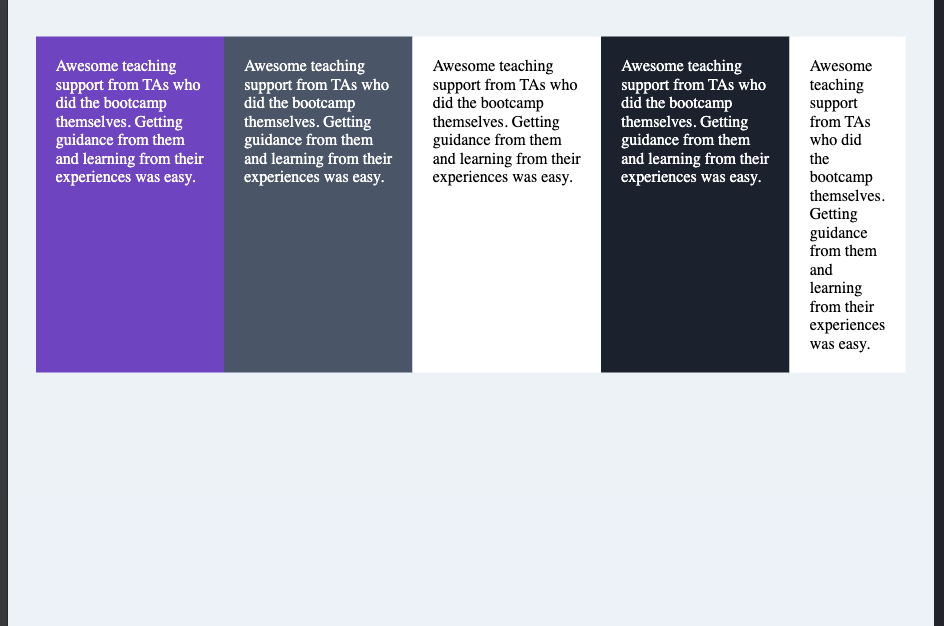 Awesome teaching
support from TAs who
did the bootcamp
themselves. Getting
guidance from them
and learning from their
experiences was easy.
Awesome teaching
support from TAs who
did the bootcamp
themselves. Getting
guidance from them
and learning from their
experiences was easy.
Awesome teaching
support from TAs who
did the bootcamp
themselves. Getting
guidance from them
and learning from their
experiences was easy.
Awesome teaching
support from TAs who
did the bootcamp
themselves. Getting
guidance from them
and learning from their
experiences was easy.
Awesome
teaching
support
from TAs
who did
the
bootcamp
themselves.
Getting
guidance
from them
and
learning
from their
experiences
was easy.